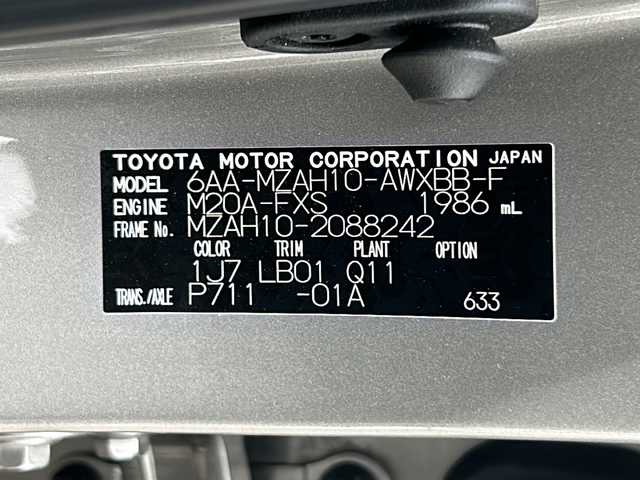 TOYOTA MOTOR CORPORATION JAPAN
MODEL 6AA-MZAH10-AWXBB-F
ENGINE M20A-FXS 1986 mL
FRAME No. MZAH10-2088242
COLOR TRIM PLANT OPTION
1J7 LB01 Q11
TRANS./AXLE P711 -01A 633